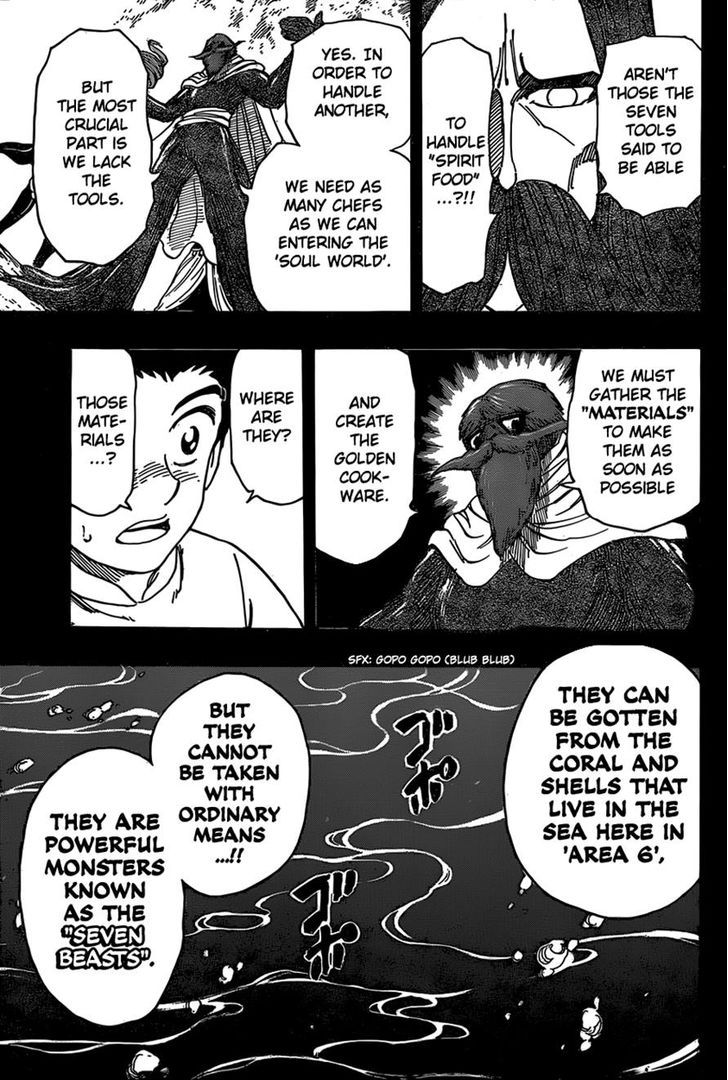 AREN'T
THOSE THE
SEVEN
TOOLS
SAID TO
BE ABLE
TO
HANDLE
"SPIRIT
FOOD"
...?!!
YES. IN
ORDER TO
HANDLE
ANOTHER,
WE NEED AS
MANY CHEFS
AS WE CAN
ENTERING THE
'SOUL WORLD'.
BUT
THE MOST
CRUCIAL
PART IS
WE LACK
THE
TOOLS.
WE MUST
GATHER THE
"MATERIALS"
TO MAKE
THEM AS
SOON AS
POSSIBLE
AND
CREATE
THE
GOLDEN
COOK-
WARE.
WHERE
ARE
THEY?
THOSE
MATE-
RIALS
...?
SFX: GOPO GOPO (BLUB BLUB)
THEY CAN
BE GOTTEN
FROM THE
CORAL AND
SHELLS THAT
LIVE IN THE
SEA HERE IN
'AREA 6',
ゴポ
BUT
THEY
CANNOT
BE TAKEN
WITH
ORDINARY
MEANS
...!!
ゴポ
THEY ARE
POWERFUL
MONSTERS
KNOWN
AS THE
"SEVEN
BEASTS".